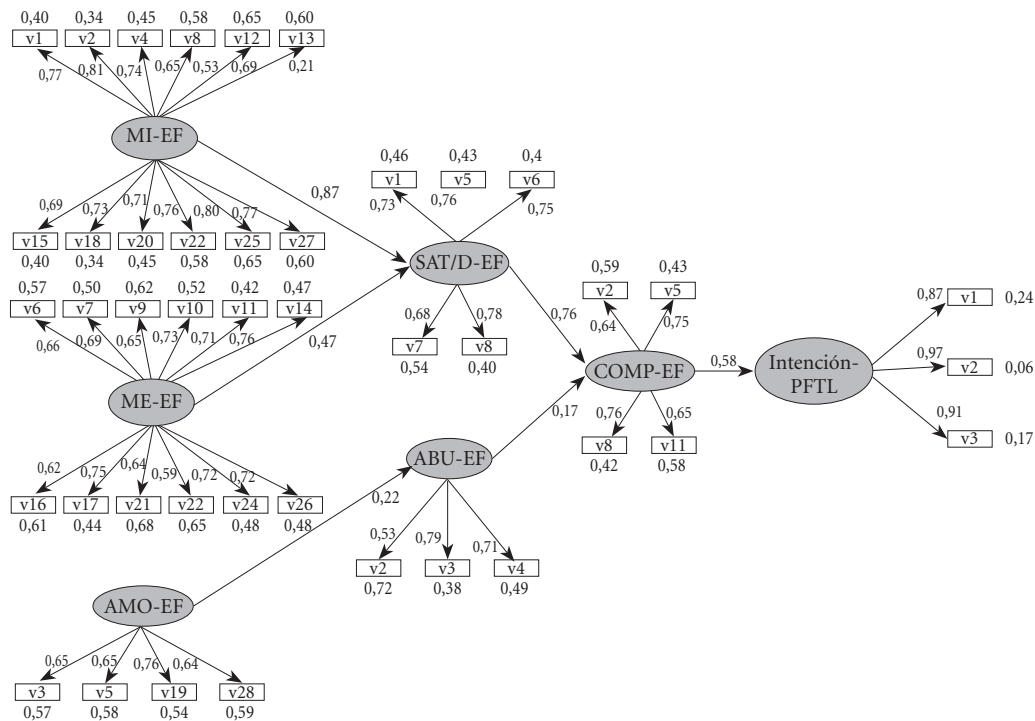 0,40 0,34 0,45 0,58 0,65 0,60
v1 v2 v4 v8 v12 v13
0,77 0,81 0,74 0,65 0,53 0,69 0,21
MI-EF
0,69 0,73 0,71 0,76 0,80 0,77
v15 v18 v20 v22 v25 v27
0,40 0,34 0,45 0,58 0,65 0,60
0,87
0,57 0,50 0,62 0,52 0,42 0,47
v6 v7 v9 v10 v11 v14
0,66 0,69 0,65 0,73 0,71 0,76
0,47
ME-EF
0,62 0,75 0,64 0,59 0,72 0,72
v16 v17 v21 v22 v24 v26
0,61 0,44 0,68 0,65 0,48 0,48
AMO-EF
0,65 0,65 0,76 0,64
v3 v5 v19 v28
0,57 0,58 0,54 0,59
0,22
0,46 0,43 0,4
v1 v5 v6
0,73 0,76 0,75
SAT/D-EF
0,68 0,78
v7 v8
0,54 0,40
0,76
ABU-EF
0,53 0,79 0,71
v2 v3 v4
0,72 0,38 0,49
0,17
0,59 0,43
v2 v5
0,64 0,75
COMP-EF
0,76 0,65
v8 v11
0,42 0,58
0,58
Intención-
PFTL
0,87 v1 0,24
0,97 v2 0,06
0,91 v3 0,17